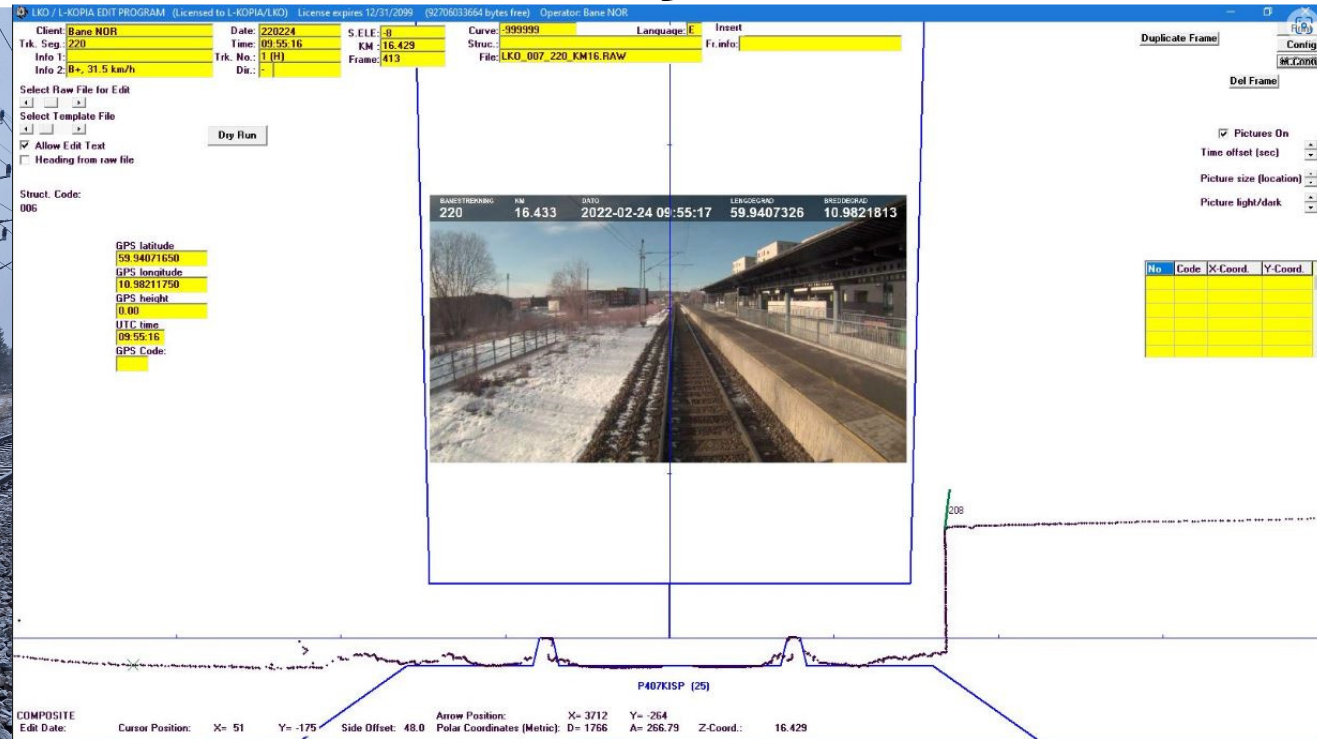 LKO / L-KOPIA EDIT PROGRAM (Licensed to L-KOPIA/LKO) License expires 12/31/2099 (92706033664 bytes free) Operator: Bane NOR
Client: Bane NOR Date: 220224 S.ELE: -8 Curve: -999999 Language: E Insert
Trk. Seg.: 220 Time: 09:55:16 KM : 16.429 Struc.: Fr.info:
Info 1: Trk. No.: 1 (H) Frame: 413 File: LKO_007_220_KM16.RAW
Info 2: B+, 31.5 km/h Dir.: -
Duplicate Frame
Config
Del Frame
Select Raw File for Edit
Select Template File
Dry Run
Allow Edit Text
Heading from raw file
Pictures On
Time offset (sec)
Picture size (location)
Picture light/dark
Struct. Code:
006
BANESTREKNING KM DATO LENGDEGRAD BREDDEGRAD
220 16.433 2022-02-24 09:55:17 59.9407326 10.9821813
GPS latitude
59.94071650
GPS longitude
10.98211750
GPS height
0.00
UTC time
09:55:16
GPS Code:
No Code X-Coord. Y-Coord.
208
P407KJSP (25)
COMPOSITE Arrow Position: X= 3712 Y= -264
Edit Date: Cursor Position: X= 51 Y= -175 Side Offset: 48.0 Polar Coordinates (Metric): D= 1766 A= 266.79 Z-Coord.: 16.429